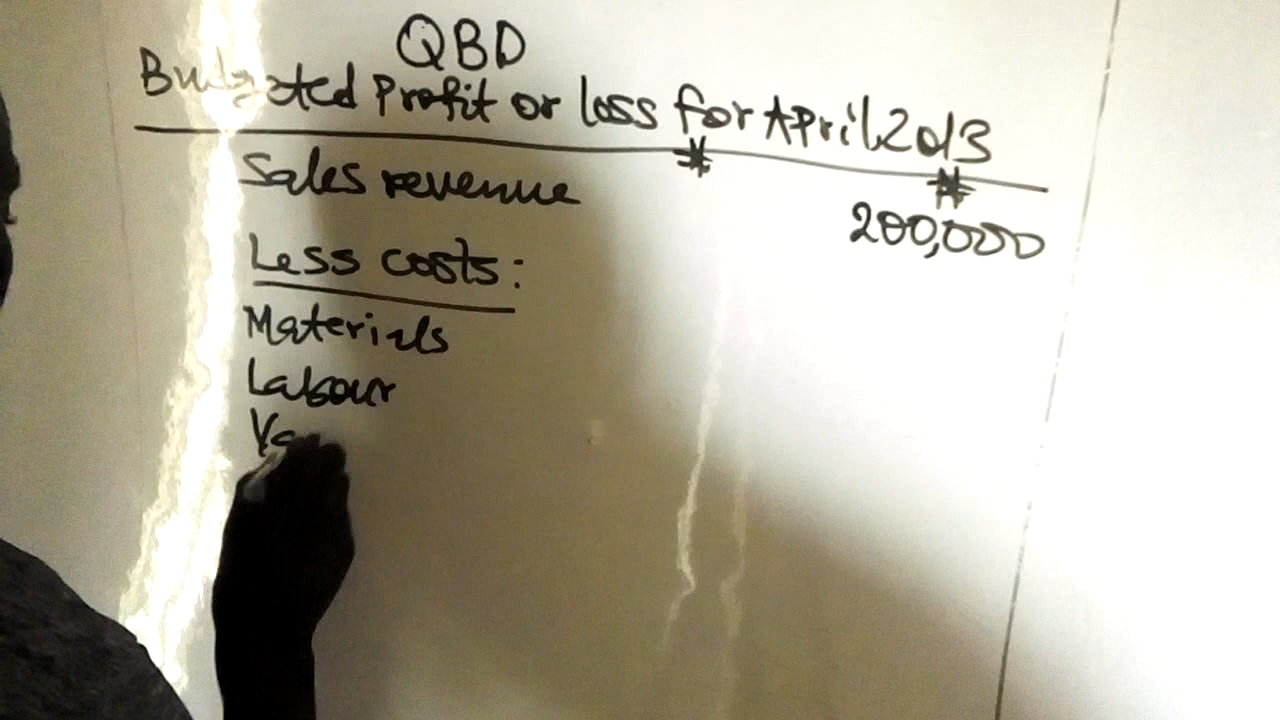 QBD
Budgeted Profit or loss for April 2013
₦ ₦
Sales revenue 200,000
Less costs:
Materials
Labour